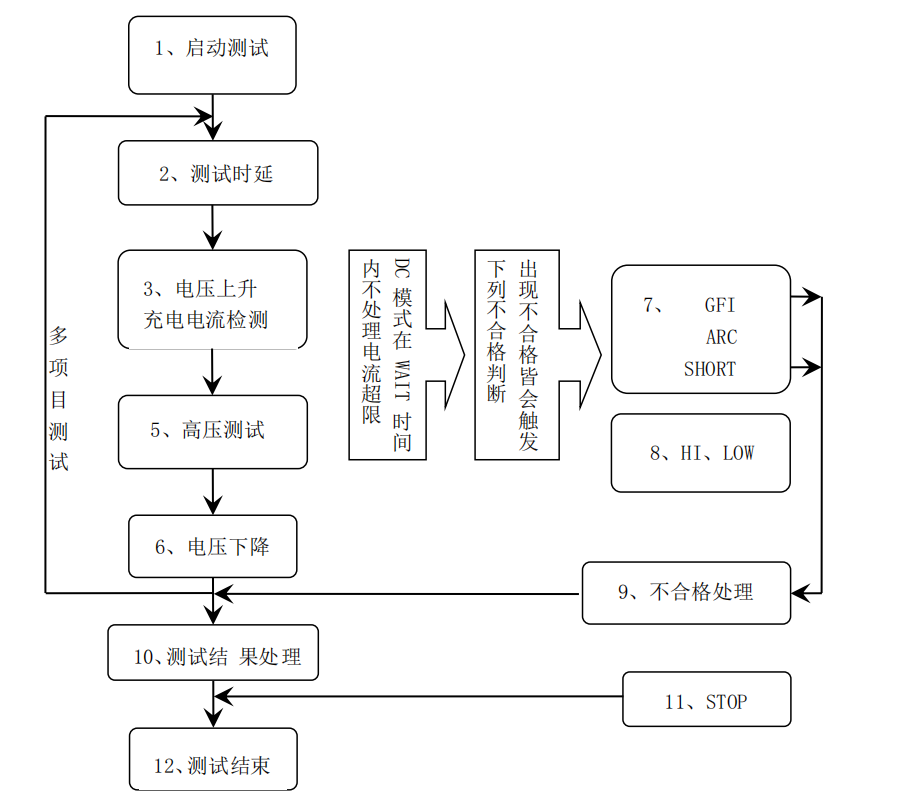 1、启动测试
2、测试时延
3、电压上升
充电电流检测
5、高压测试
6、电压下降
10、测试结 果处理
12、测试结束
多项目测试
DC 模式在 WAIT 时间
内不处理电流超限
出现不合格皆会触发
下列不合格判断
7、 GFI
ARC
SHORT
8、HI、LOW
9、不合格处理
11、STOP